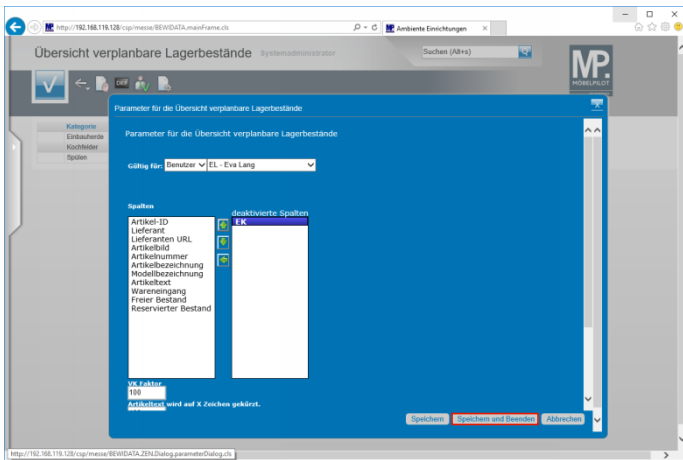 http://192.168.119.128/csp/messe/BEWIDATA.mainFrame.cls
Ambiente Einrichtungen
Übersicht verplanbare Lagerbestände Systemadministrator
Suchen (Alt+s)
MP.
MÖBELPILOT
DEF
Parameter für die Übersicht verplanbare Lagerbestände
Kategorie
Einbauherde
Kochfelder
Spülen
Parameter für die Übersicht verplanbare Lagerbestände
Gültig für: Benutzer EL - Eva Lang
Spalten
deaktivierte Spalten
Artikel-ID
Lieferant
Lieferanten URL
Artikelbild
Artikelnummer
Artikelbezeichnung
Modellbezeichnung
Artikeltext
Wareneingang
Freier Bestand
Reservierter Bestand
EK
VK Faktor
100
Artikeltext wird auf X Zeichen gekürzt.
Speichern Speichern und Beenden Abbrechen
http://192.168.119.128/csp/messe/BEWIDATA.ZEN.Dialog.parameterDialog.cls